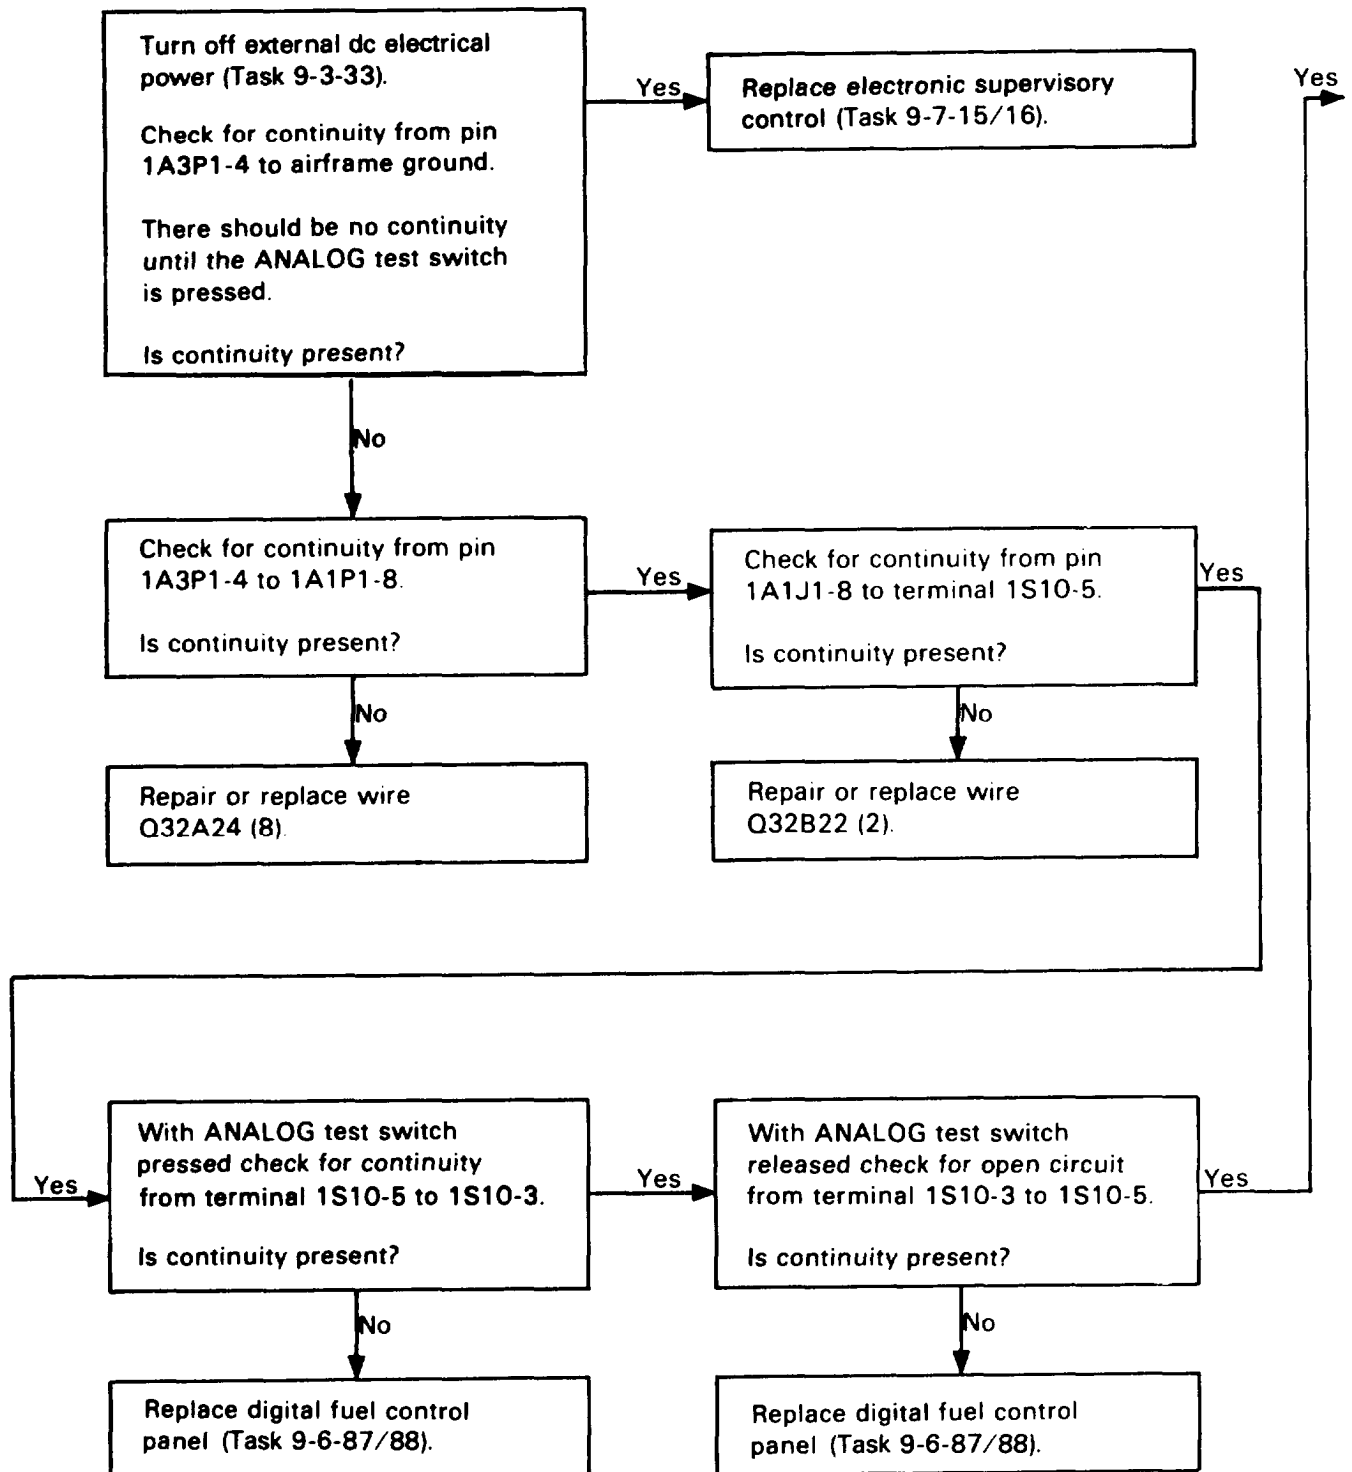 Turn off external dc electrical
power (Task 9-3-33).
Check for continuity from pin
1A3P1-4 to airframe ground.
There should be no continuity
until the ANALOG test switch
is pressed.
Is continuity present?
Yes
Replace electronic supervisory
control (Task 9-7-15/16).
Yes
No
Check for continuity from pin
1A3P1-4 to 1A1P1-8.
Is continuity present?
Yes
Check for continuity from pin
1A1J1-8 to terminal 1S10-5.
Is continuity present?
Yes
No
No
Repair or replace wire
Q32A24 (8).
Repair or replace wire
Q32B22 (2).
Yes
With ANALOG test switch
pressed check for continuity
from terminal 1S10-5 to 1S10-3.
Is continuity present?
Yes
With ANALOG test switch
released check for open circuit
from terminal 1S10-3 to 1S10-5.
Is continuity present?
Yes
No
No
Replace digital fuel control
panel (Task 9-6-87/88).
Replace digital fuel control
panel (Task 9-6-87/88).